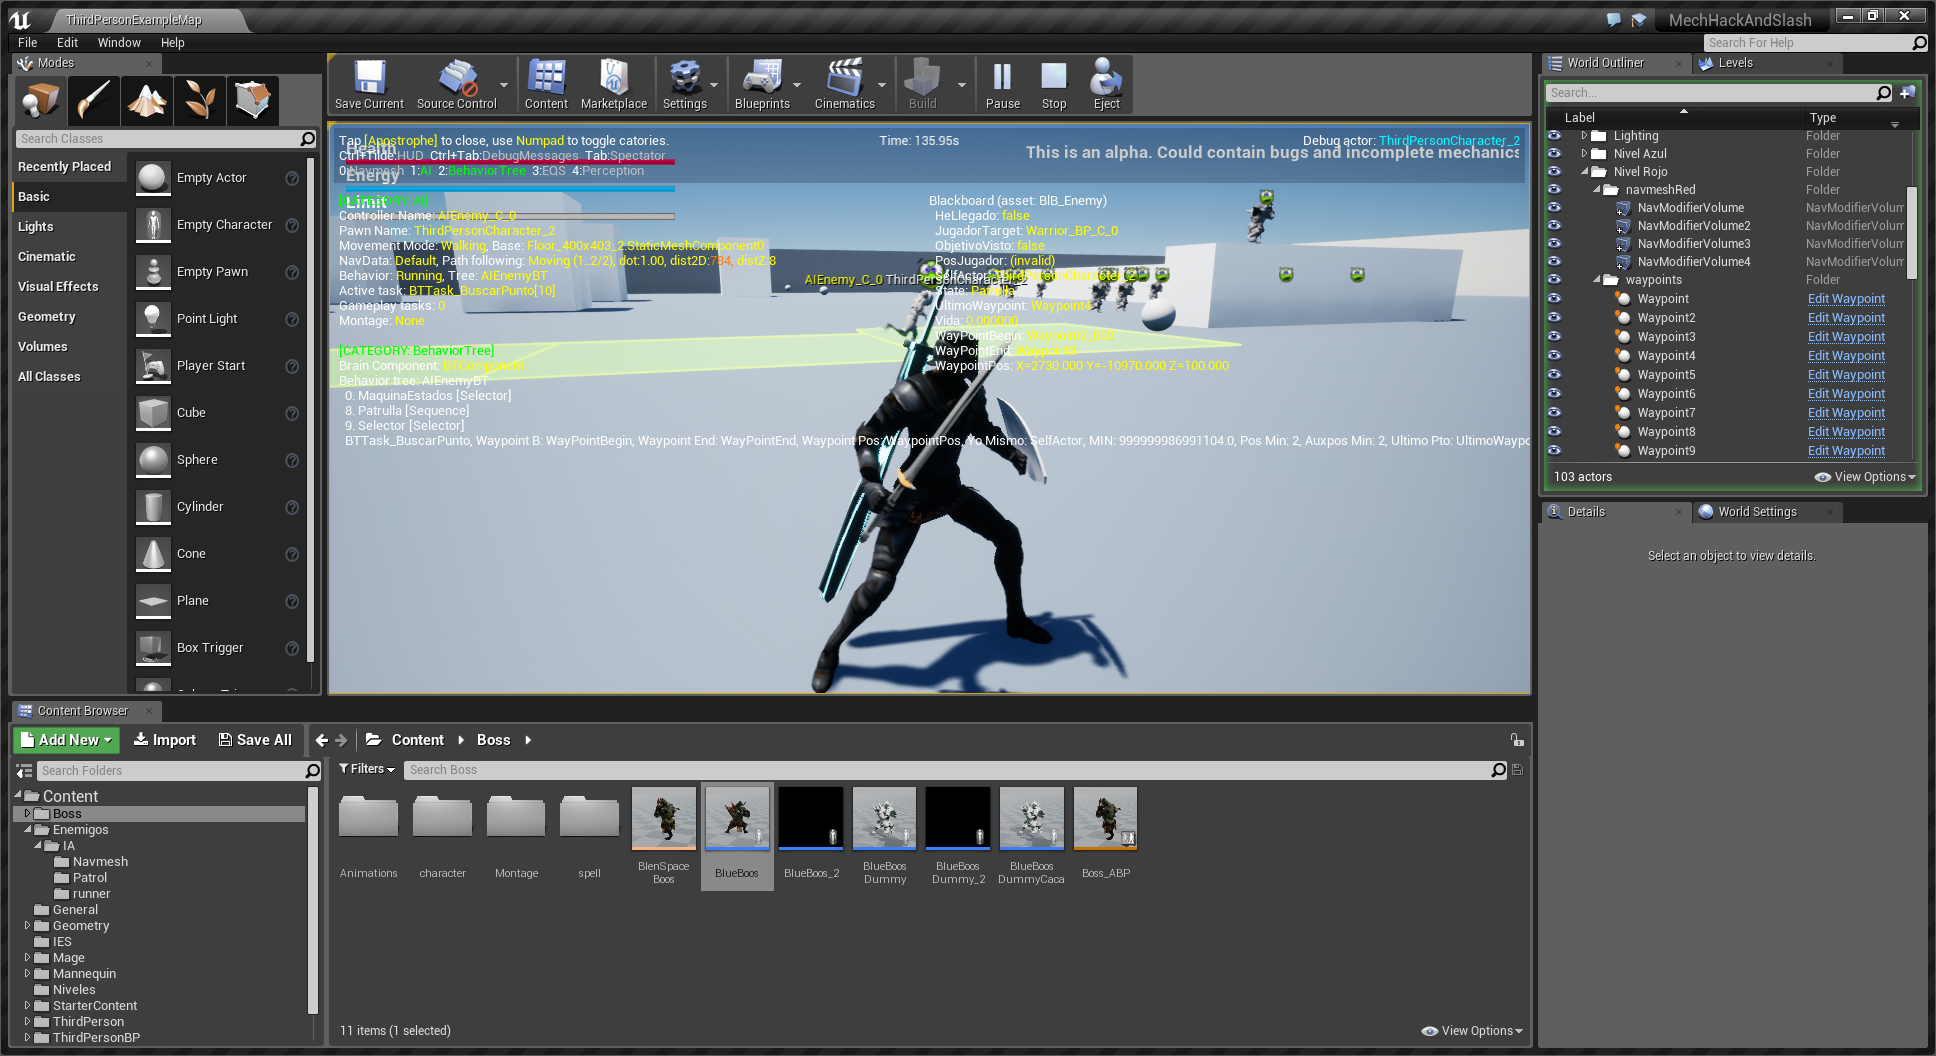 ThirdPersonExampleMap
MechHackAndSlash
File Edit Window Help
Search For Help
Modes
Search Classes
Recently Placed
Basic
Lights
Cinematic
Visual Effects
Geometry
Volumes
All Classes
Empty Actor
Empty Character
Empty Pawn
Point Light
Player Start
Cube
Sphere
Cylinder
Cone
Plane
Box Trigger
Save Current
Source Control
Content
Marketplace
Settings
Blueprints
Cinematics
Build
Pause
Stop
Eject
Tap [Apostrophe] to close, use Numpad to toggle catories.
Time: 135.95s
Debug actor: ThirdPersonCharacter_2
Health
Ctrl+Tilde:HUD Ctrl+Tab:DebugMessages Tab:Spectator
This is an alpha. Could contain bugs and incomplete mechanics
0:Navmesh 1:AI 2:BehaviorTree 3:EQS 4:Perception
Energy
Limit
[CATEGORY: AI]
Controller Name: AIEnemy_C_0
Pawn Name: ThirdPersonCharacter_2
Movement Mode: Walking, Base: Floor_400x403_2.StaticMeshComponent0
NavData: Default, Path following: Moving (1..2/2), dot:1.00, dist2D:784, distZ:8
Behavior: Running, Tree: AIEnemyBT
Active task: BTTask_BuscarPunto[10]
Gameplay tasks: 0
Montage: None
[CATEGORY: BehaviorTree]
Brain Component: BTComponent
Behavior tree: AIEnemyBT
0. MaquinaEstados [Selector]
8. Patrulla [Sequence]
9. Selector [Selector]
BTTask_BuscarPunto, Waypoint B: WayPointBegin, Waypoint End: WayPointEnd, Waypoint Pos: WaypointPos, Yo Mismo: SelfActor, MIN: 999999986991104.0, Pos Min: 2, Auxpos Min: 2, Ultimo Pto: UltimoWaypo
AIEnemy_C_0 ThirdPersonCharacter_2
Blackboard (asset: BlB_Enemy)
HeLlegado: false
JugadorTarget: Warrior_BP_C_0
ObjetivoVisto: false
PosJugador: (invalid)
SelfActor: ThirdPersonCharacter_2
State: Patrulla
UltimoWaypoint: Waypoint4
Vida: 0.000000
WayPointBegin:
WayPointEnd:
WaypointPos: X=2730.000 Y=-10970.000 Z=100.000
World Outliner
Levels
Search...
Label Type
Lighting Folder
Nivel Azul Folder
Nivel Rojo Folder
navmeshRed Folder
NavModifierVolume NavModifierVolum
NavModifierVolume2 NavModifierVolum
NavModifierVolume3 NavModifierVolum
NavModifierVolume4 NavModifierVolum
waypoints Folder
Waypoint Edit Waypoint
Waypoint2 Edit Waypoint
Waypoint3 Edit Waypoint
Waypoint4 Edit Waypoint
Waypoint5 Edit Waypoint
Waypoint6 Edit Waypoint
Waypoint7 Edit Waypoint
Waypoint8 Edit Waypoint
Waypoint9 Edit Waypoint
103 actors
View Options
Details
World Settings
Select an object to view details.
Content Browser
Add New
Import
Save All
Content
Boss
Search Folders
Filters
Search Boss
Content
Boss
Enemigos
IA
Navmesh
Patrol
runner
General
Geometry
IES
Mage
Mannequin
Niveles
StarterContent
ThirdPerson
ThirdPersonBP
Animations
character
Montage
spell
BlenSpace
Boos
BlueBoos
BlueBoos_2
BlueBoos
Dummy
BlueBoos
Dummy_2
BlueBoos
DummyCaca
Boss_ABP
11 items (1 selected)
View Options